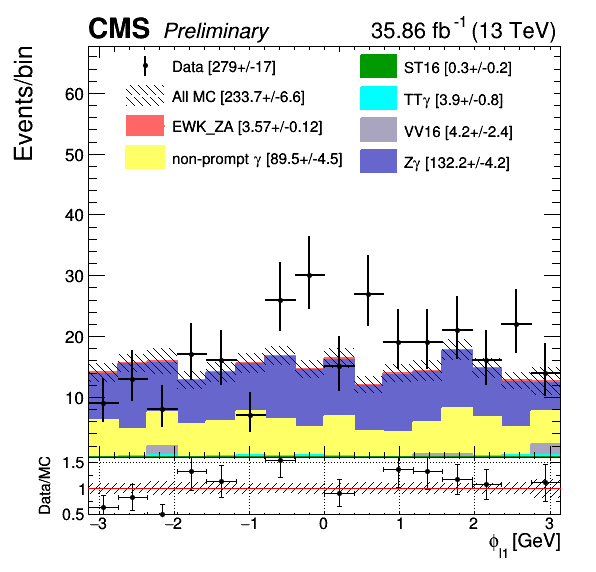 CMS Preliminary 35.86 fb⁻¹ (13 TeV)
Events/bin
Data [279+/-17]
All MC [233.7+/-6.6]
EWK_ZA [3.57+/-0.12]
non-prompt γ [89.5+/-4.5]
ST16 [0.3+/-0.2]
TTγ [3.9+/-0.8]
VV16 [4.2+/-2.4]
Zγ [132.2+/-4.2]
60
50
40
30
20
10
Data/MC
1.5
1
0.5
−3 −2 −1 0 1 2 3
ϕ_l1 [GeV]